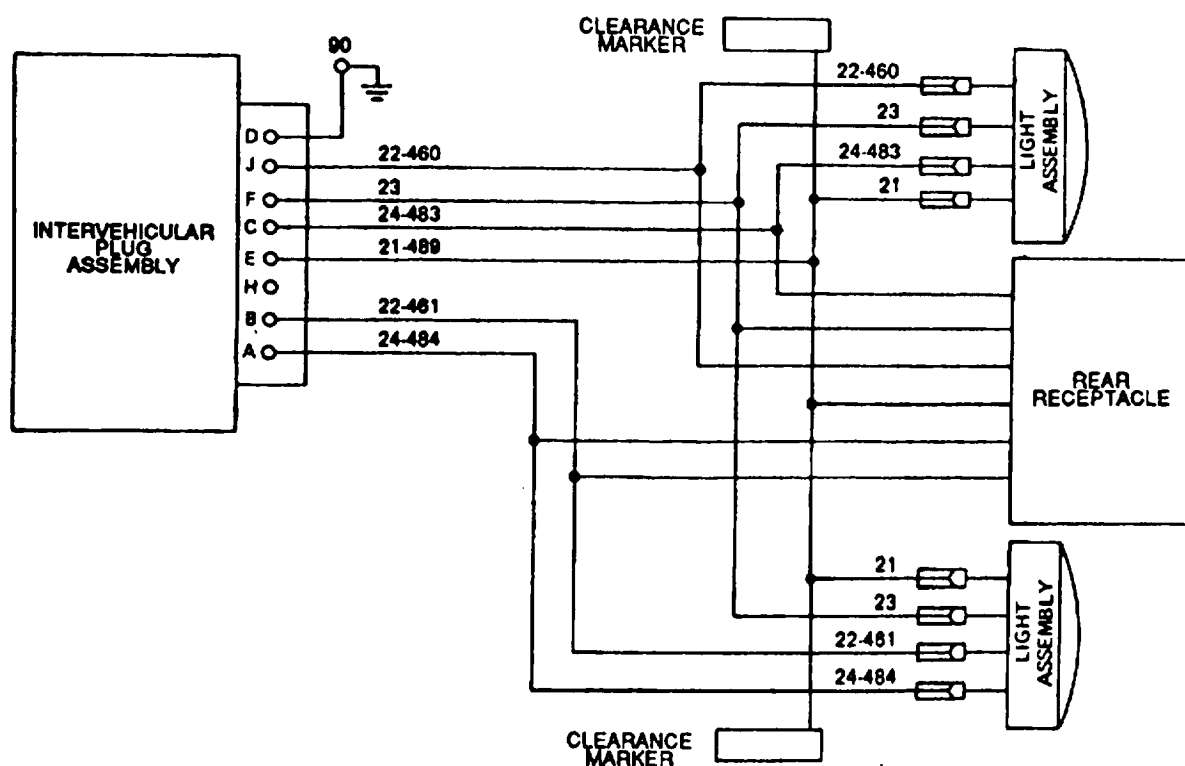 CLEARANCE
MARKER
90
22-460
23
24-483
21
LIGHT
ASSEMBLY
INTERVEHICULAR
PLUG
ASSEMBLY
D
J
F
C
E
H
B
A
22-460
23
24-483
21-489
22-461
24-484
REAR
RECEPTACLE
21
23
22-461
24-484
LIGHT
ASSEMBLY
CLEARANCE
MARKER